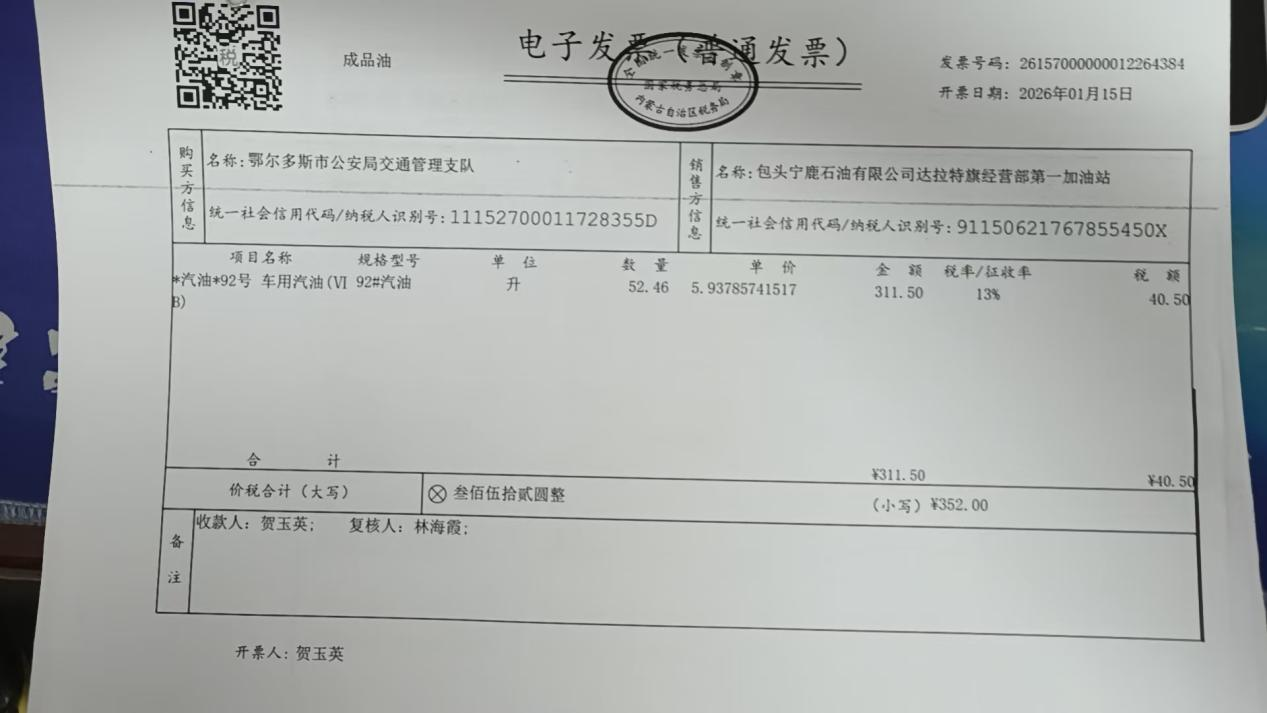 税
成品油
电子发票（普通发票）
全国统一发票监制章
国家税务总局
内蒙古自治区税务局
发票号码：26157000000012264384
开票日期：2026年01月15日
购买方信息
名称：鄂尔多斯市公安局交通管理支队
统一社会信用代码/纳税人识别号：11152700011728355D
销售方信息
名称：包头宁鹿石油有限公司达拉特旗经营部第一加油站
统一社会信用代码/纳税人识别号：91150621767855450X
项目名称 规格型号 单位 数量 单价 金额 税率/征收率 税额
*汽油*92号 车用汽油(VI 92#汽油 升 52.46 5.93785741517 311.50 13% 40.50
B)
合计 ¥311.50 ¥40.50
价税合计（大写） ⊗ 叁佰伍拾贰圆整 （小写）¥352.00
备注
收款人：贺玉英; 复核人：林海霞;
开票人：贺玉英